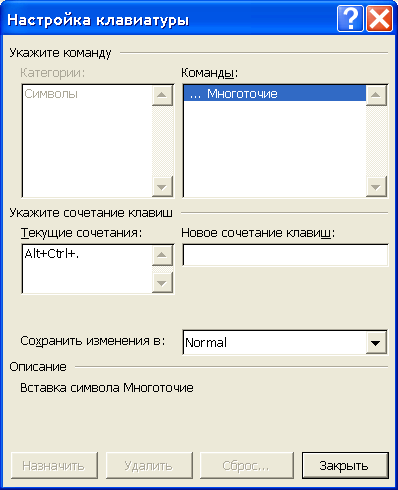 Настройка клавиатуры
Укажите команду
Категории: Команды:
Символы ... Многоточие
Укажите сочетание клавиш
Текущие сочетания: Новое сочетание клавиш:
Alt+Ctrl+.
Сохранить изменения в: Normal
Описание
Вставка символа Многоточие
Назначить Удалить Сброс... Закрыть